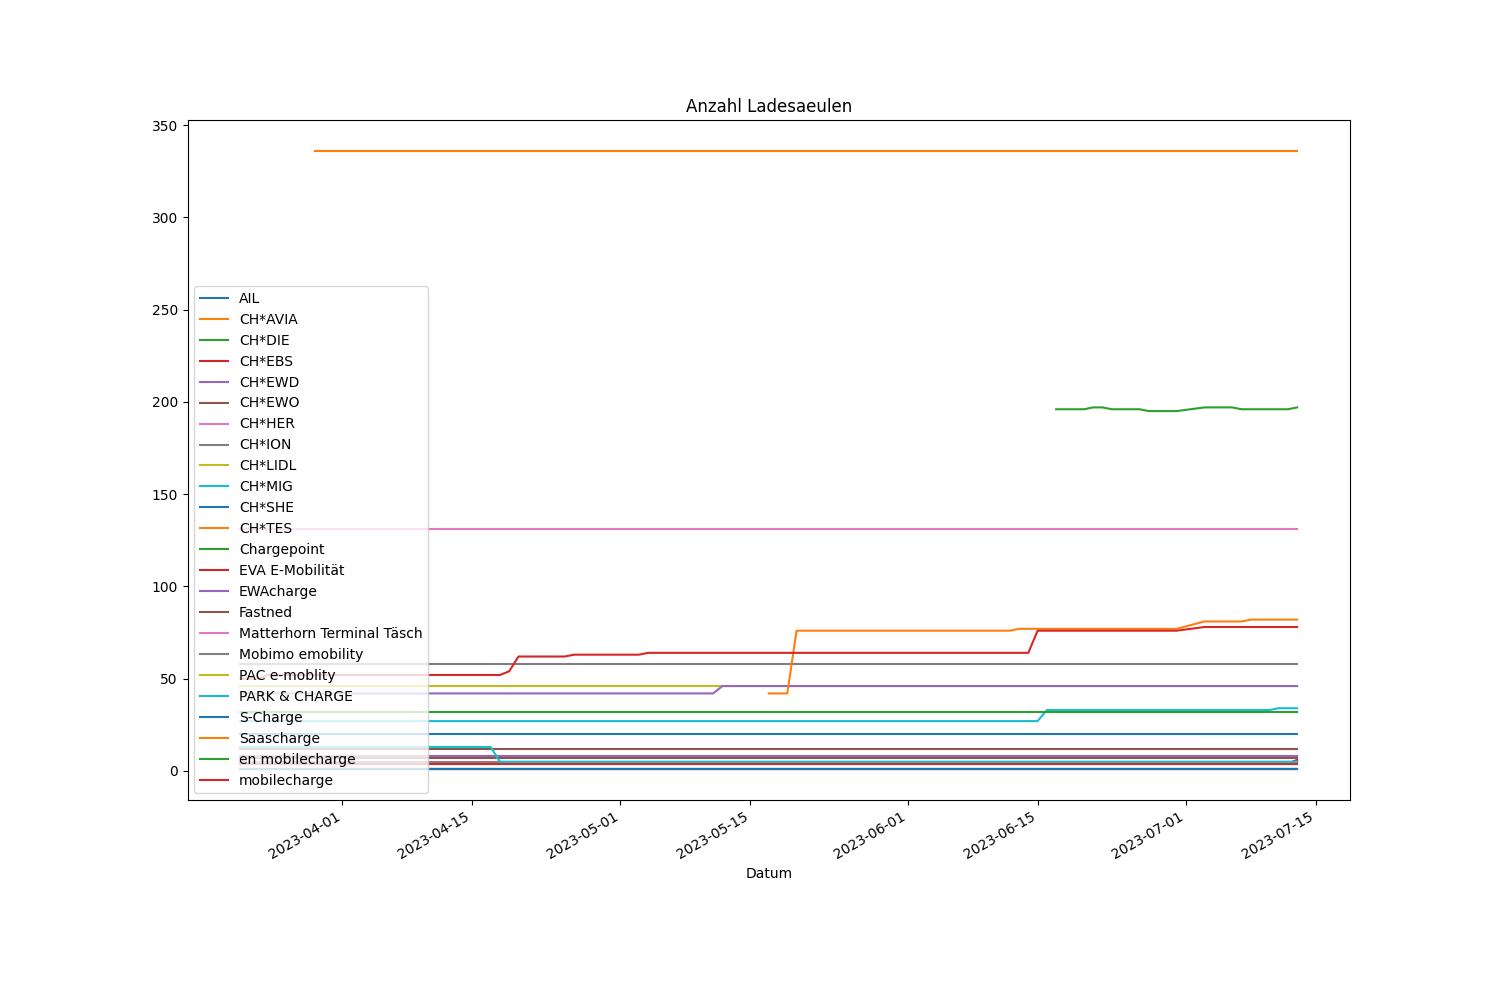 Anzahl Ladesaeulen
350
300
250
200
150
100
50
0
AIL
CH*AVIA
CH*DIE
CH*EBS
CH*EWD
CH*EWO
CH*HER
CH*ION
CH*LIDL
CH*MIG
CH*SHE
CH*TES
Chargepoint
EVA E-Mobilität
EWAcharge
Fastned
Matterhorn Terminal Täsch
Mobimo emobility
PAC e-moblity
PARK & CHARGE
S-Charge
Saascharge
en mobilecharge
mobilecharge
2023-04-01
2023-04-15
2023-05-01
2023-05-15
2023-06-01
2023-06-15
2023-07-01
2023-07-15
Datum